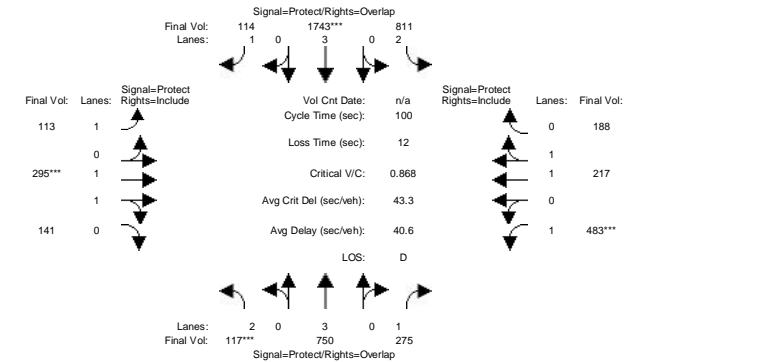 Signal=Protect/Rights=Overlap
Final Vol: 114 1743*** 811
Lanes: 1 0 3 0 2
Signal=Protect
Final Vol: Lanes: Rights=Include
Vol Cnt Date: n/a
Signal=Protect
Rights=Include Lanes: Final Vol:
Cycle Time (sec): 100
113 1
0 188
Loss Time (sec): 12
0
1
295*** 1
Critical V/C: 0.868
1 217
1
Avg Crit Del (sec/veh): 43.3
0
141 0
Avg Delay (sec/veh): 40.6
1 483***
LOS: D
Lanes: 2 0 3 0 1
Final Vol: 117*** 750 275
Signal=Protect/Rights=Overlap